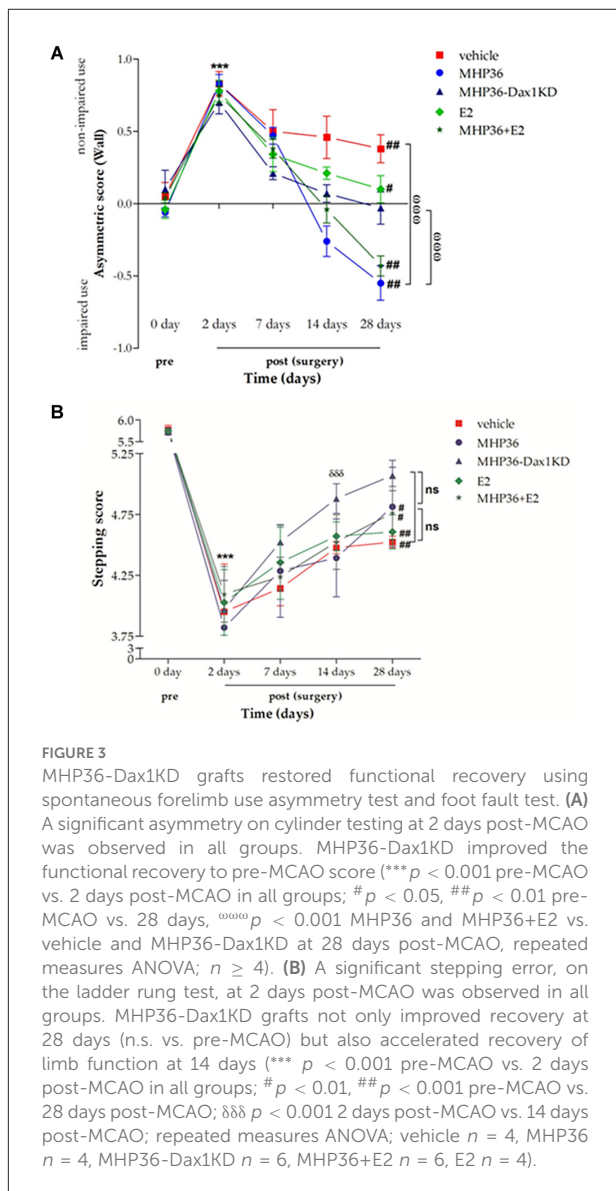 A
vehicle
MHP36
MHP36-Dax1KD
E2
MHP36+E2
1.0
0.5
0.0
-0.5
-1.0
non-impaired use
impaired use
Asymmetric score (Wall)
***
##
#
##
##
ωωω
ωωω
0 day
2 days
7 days
14 days
28 days
pre
post (surgery)
Time (days)
B
vehicle
MHP36
MHP36-Dax1KD
E2
MHP36+E2
6.0
5.5
5.25
4.75
4.25
3.75
3
0
Stepping score
***
δδδ
#
#
##
##
ns
ns
0 day
2 days
7 days
14 days
28 days
pre
post (surgery)
Time (days)
FIGURE 3
MHP36-Dax1KD grafts restored functional recovery using
spontaneous forelimb use asymmetry test and foot fault test. (A)
A significant asymmetry on cylinder testing at 2 days post-MCAO
was observed in all groups. MHP36-Dax1KD improved the
functional recovery to pre-MCAO score (***p < 0.001 pre-MCAO
vs. 2 days post-MCAO in all groups; #p < 0.05, ##p < 0.01 pre-
MCAO vs. 28 days, ωωωp < 0.001 MHP36 and MHP36+E2 vs.
vehicle and MHP36-Dax1KD at 28 days post-MCAO, repeated
measures ANOVA; n ≥ 4). (B) A significant stepping error, on
the ladder rung test, at 2 days post-MCAO was observed in all
groups. MHP36-Dax1KD grafts not only improved recovery at
28 days (n.s. vs. pre-MCAO) but also accelerated recovery of
limb function at 14 days (*** p < 0.001 pre-MCAO vs. 2 days
post-MCAO in all groups; #p < 0.01, ##p < 0.001 pre-MCAO vs.
28 days post-MCAO; δδδ p < 0.001 2 days post-MCAO vs. 14 days
post-MCAO; repeated measures ANOVA; vehicle n = 4, MHP36
n = 4, MHP36-Dax1KD n = 6, MHP36+E2 n = 6, E2 n = 4).